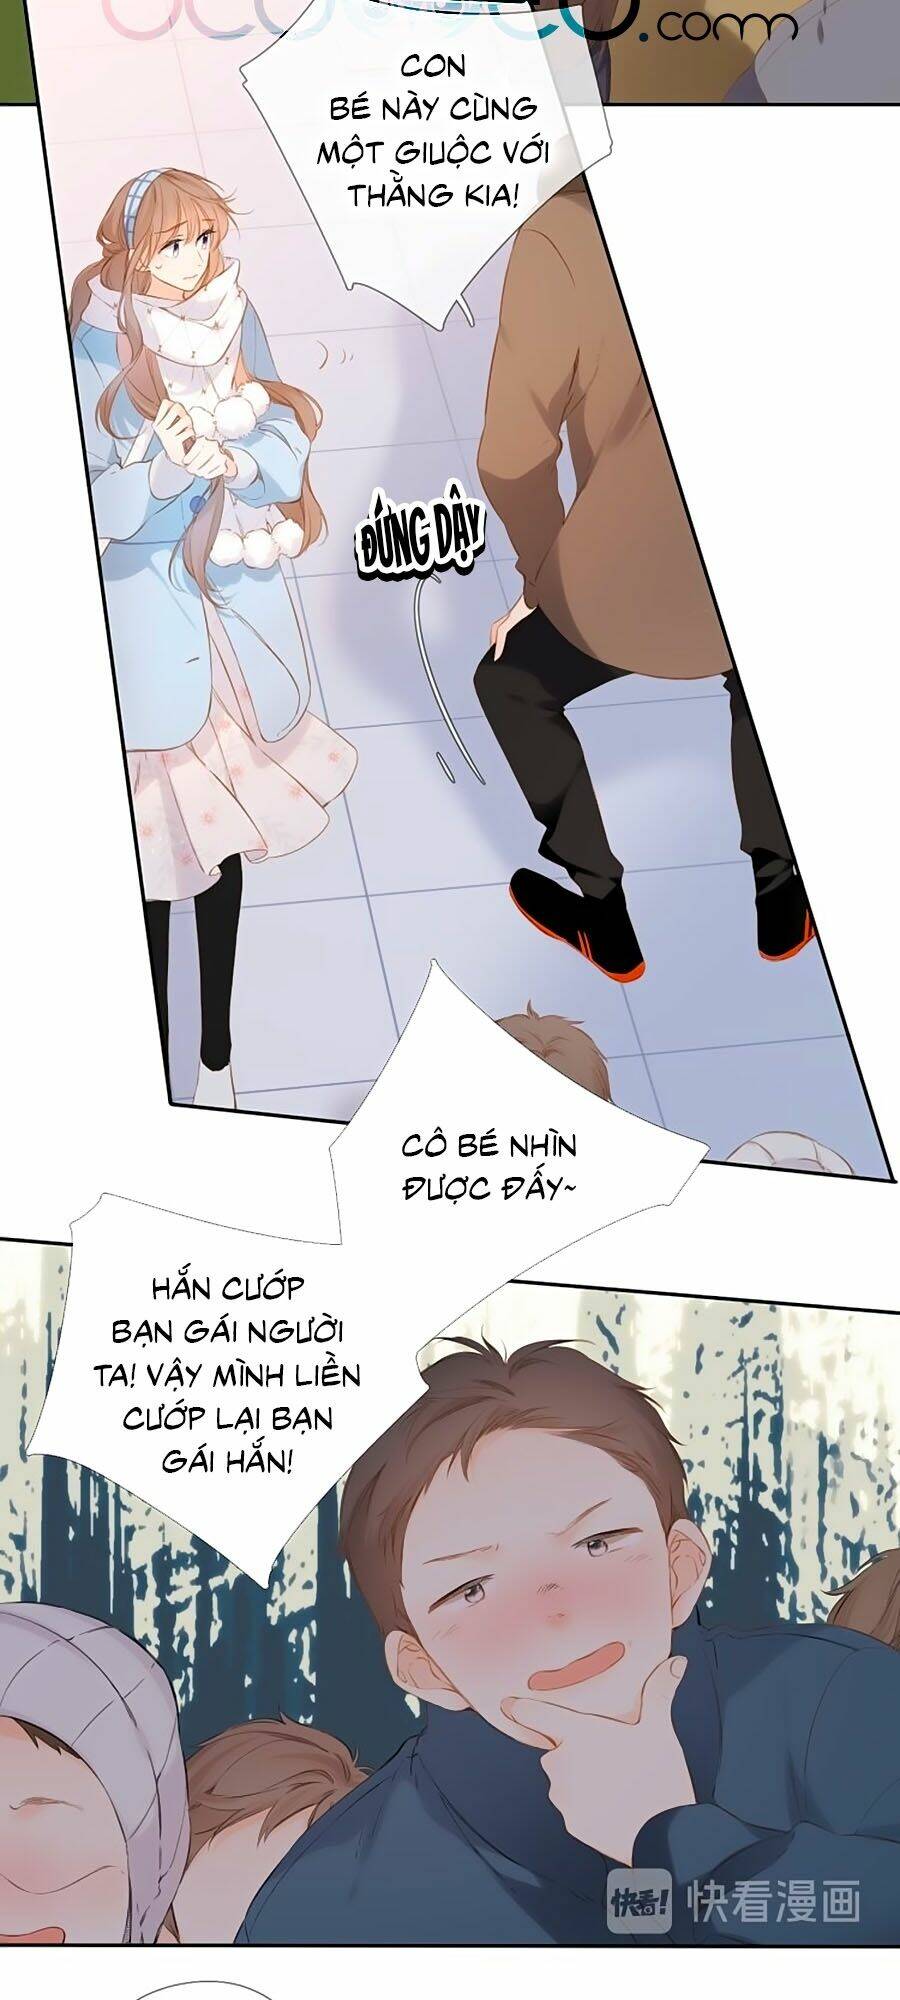 CON
BÉ NÀY CÙNG
MỘT GIUỘC VỚI
THẰNG KIA!
ĐỨNG DẬY
CÔ BÉ NHÌN
ĐƯỢC ĐẤY~
HẮN CƯỚP
BẠN GÁI NGƯỜI
TA! VẬY MÌNH LIỀN
CƯỚP LẠI BẠN
GÁI HẮN!
快看!
快看漫画